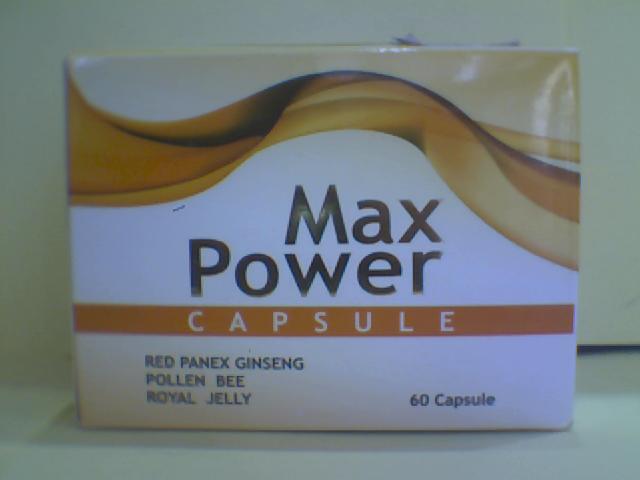 Max
Power
CAPSULE
RED PANEX GINSENG
POLLEN BEE
ROYAL JELLY
60 Capsule